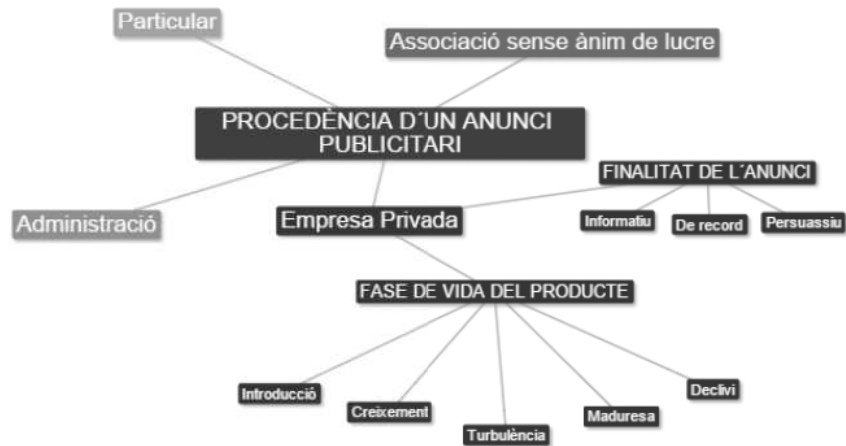 Particular
Associació sense ànim de lucre
PROCEDÈNCIA D´UN ANUNCI
PUBLICITARI
FINALITAT DE L´ANUNCI
Administració
Empresa Privada
Informatiu
De record
Persuassiu
FASE DE VIDA DEL PRODUCTE
Introducció
Creixement
Turbulència
Maduresa
Declivi